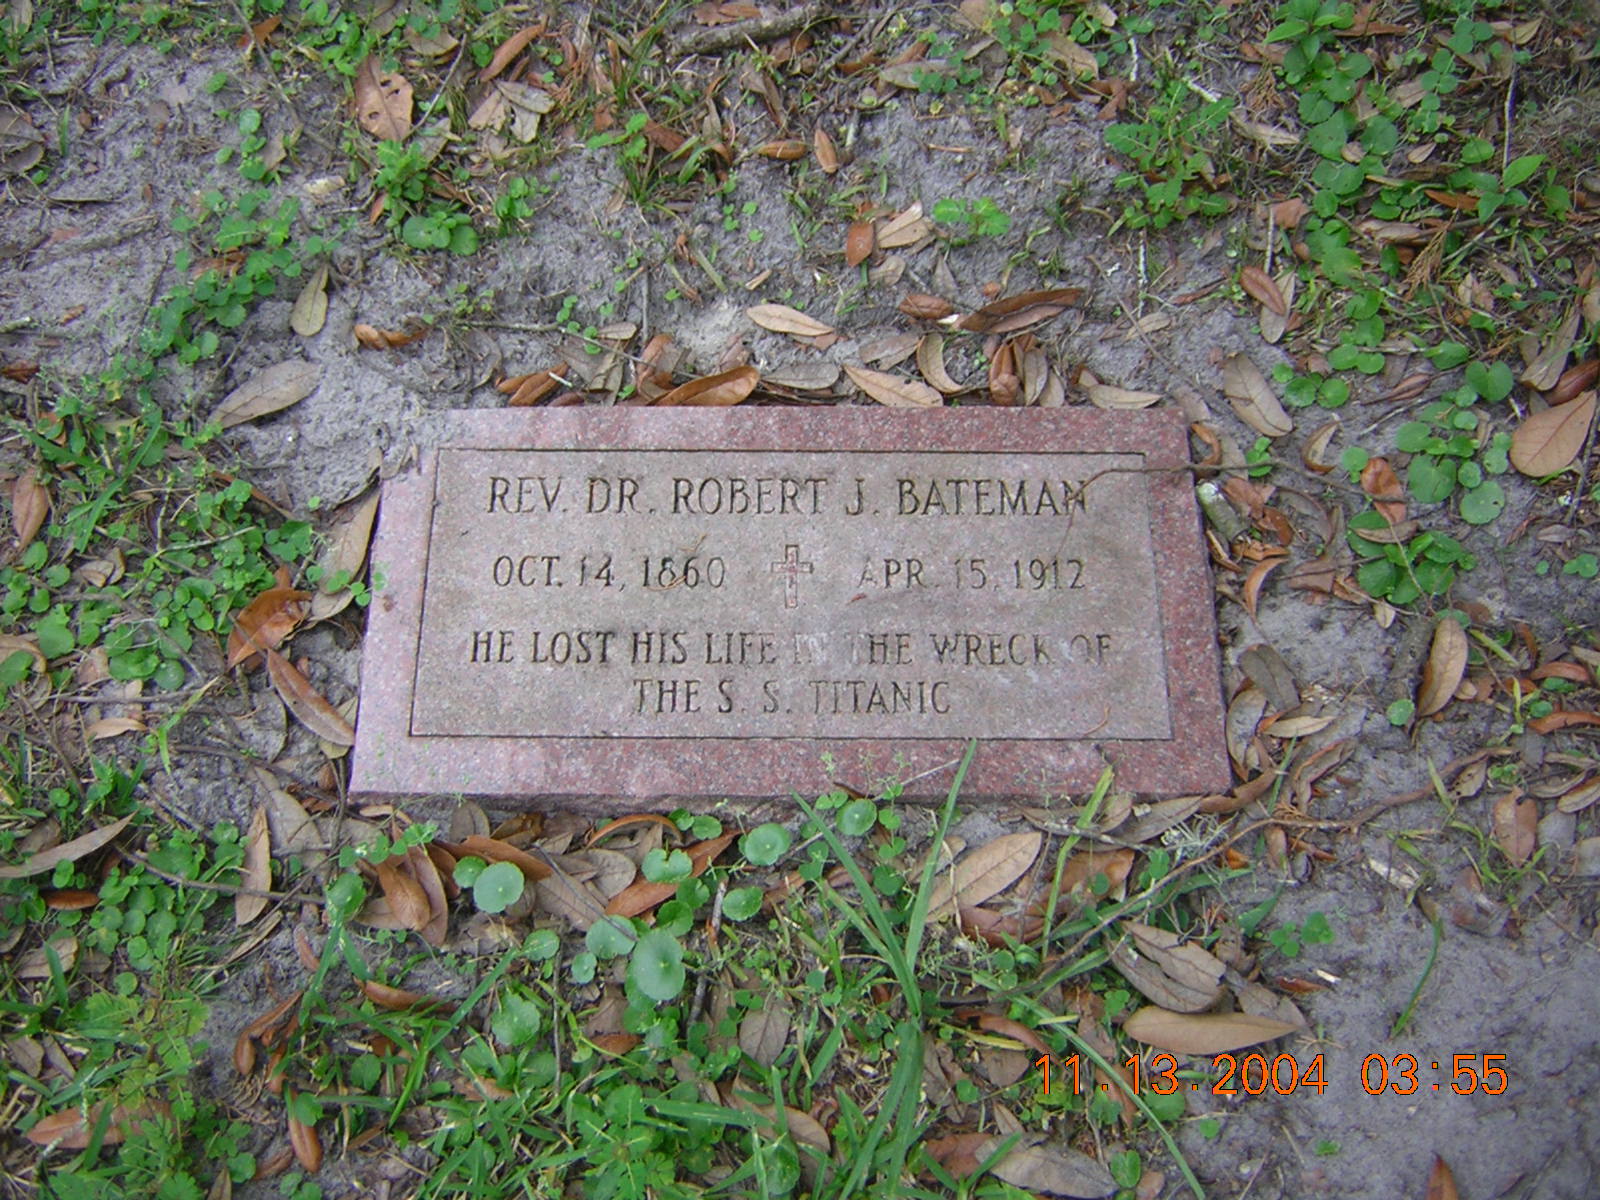 REV. DR. ROBERT J. BATEMAN
OCT. 14, 1860 APR. 15, 1912
HE LOST HIS LIFE IN THE WRECK OF
THE S. S. TITANIC
11.13.2004 03:55